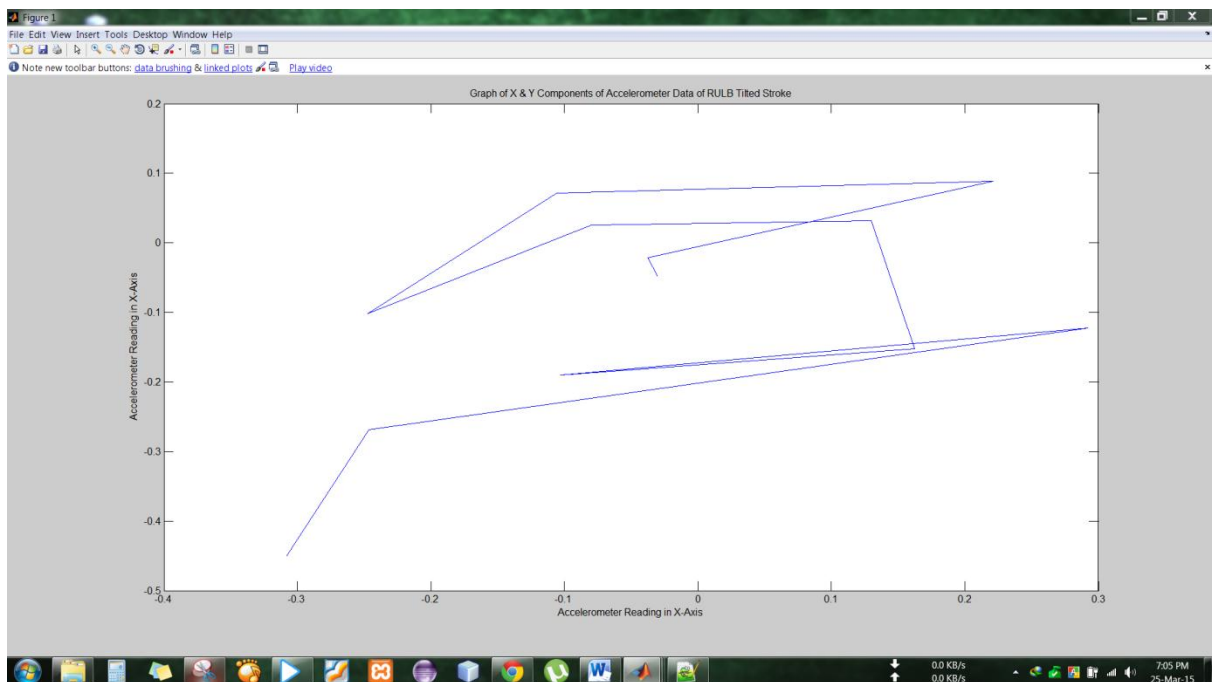 Figure 1
File Edit View Insert Tools Desktop Window Help
Note new toolbar buttons: data brushing & linked plots Play video
Graph of X & Y Components of Accelerometer Data of RULB Tilted Stroke
0.2
0.1
0
-0.1
-0.2
-0.3
-0.4
-0.5
Accelerometer Reading in X-Axis
-0.4 -0.3 -0.2 -0.1 0 0.1 0.2 0.3
Accelerometer Reading in X-Axis
0.0 KB/s
0.0 KB/s
7:05 PM
25-Mar-15